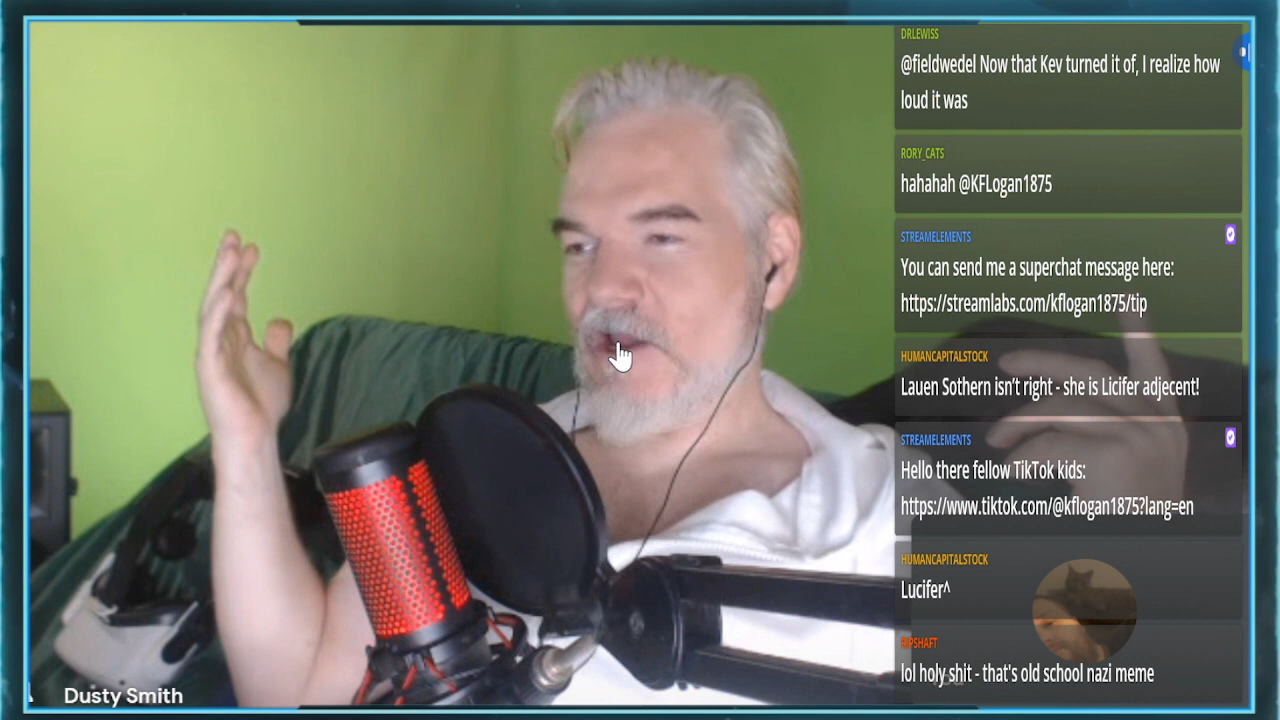 DRLEWISS
@fieldwedel Now that Kev turned it of, I realize how
loud it was
RORY_CATS
hahahah @KFLogan1875
STREAMELEMENTS
You can send me a superchat message here:
https://streamlabs.com/kflogan1875/tip
HUMANCAPITALSTOCK
Lauen Sothern isn't right - she is Licifer adjecent!
STREAMELEMENTS
Hello there fellow TikTok kids:
https://www.tiktok.com/@kflogan1875?lang=en
HUMANCAPITALSTOCK
Lucifer^
RIPSHAFT
lol holy shit - that's old school nazi meme
Dusty Smith